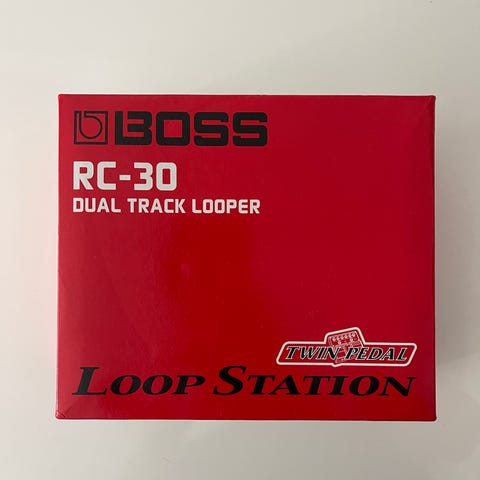 BOSS
RC-30
DUAL TRACK LOOPER
TWIN PEDAL
LOOP STATION